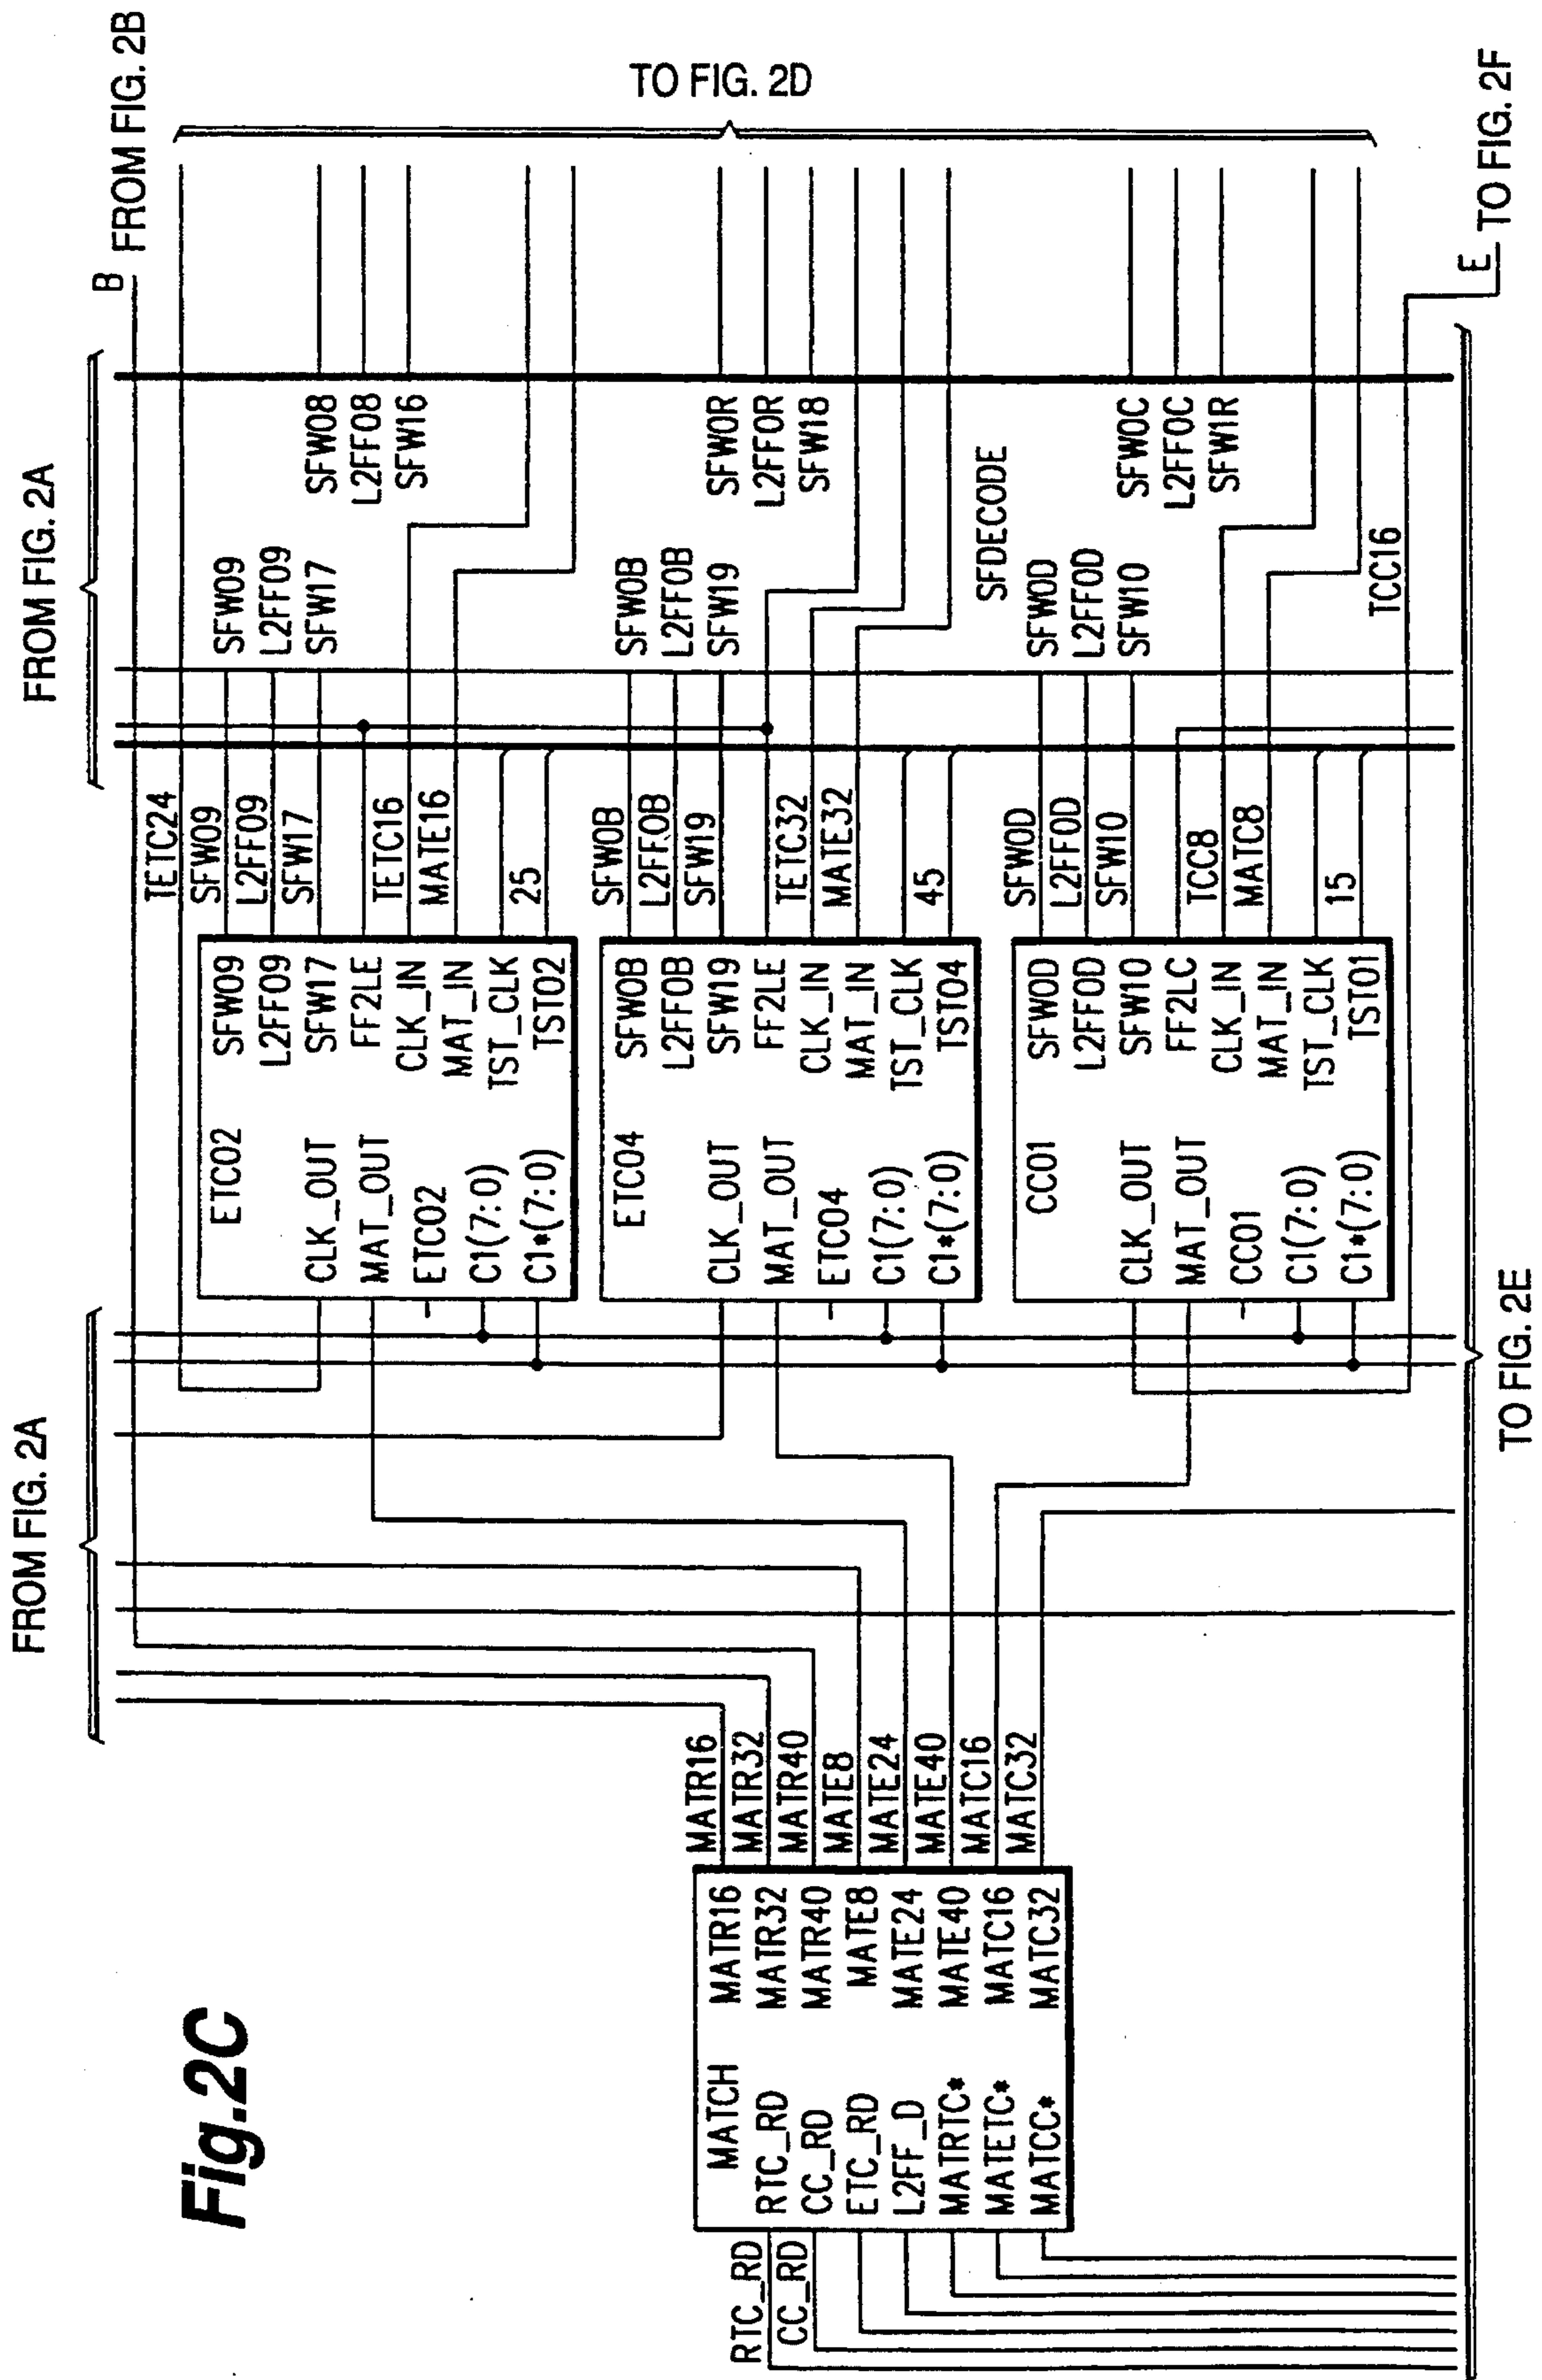 Fig.2C
FROM FIG. 2A
FROM FIG. 2A
B FROM FIG. 2B
TO FIG. 2D
TO FIG. 2E
E TO FIG. 2F
RTC_RD
CC_RD
MATCH
RTC_RD
CC_RD
ETC_RD
L2FF_D
MATRTC*
MATETC*
MATCC*
MATR16
MATR32
MATR40
MATE8
MATE24
MATE40
MATC16
MATC32
MATR16
MATR32
MATR40
MATE8
MATE24
MATE40
MATC16
MATC32
ETC02
CLK_OUT
MAT_OUT
ETC02
C1(7:0)
C1*(7:0)
SFW09
L2FF09
SFW17
FF2LE
CLK_IN
MAT_IN
TST_CLK
TST02
TETC24
SFW09
L2FF09
SFW17
TETC16
MATE16
25
SFW09
L2FF09
SFW17
SFW08
L2FF08
SFW16
ETC04
CLK_OUT
MAT_OUT
ETC04
C1(7:0)
C1*(7:0)
SFW0B
L2FF0B
SFW19
FF2LE
CLK_IN
MAT_IN
TST_CLK
TST04
SFW0B
L2FF0B
SFW19
TETC32
MATE32
45
SFW0B
L2FF0B
SFW19
SFW0R
L2FF0R
SFW18
SFDECODE
CC01
CLK_OUT
MAT_OUT
CC01
C1(7:0)
C1*(7:0)
SFW0D
L2FF0D
SFW10
FF2LC
CLK_IN
MAT_IN
TST_CLK
TST01
SFW0D
L2FF0D
SFW10
TCC8
MATC8
15
SFW0D
L2FF0D
SFW10
SFW0C
L2FF0C
SFW1R
TCC16